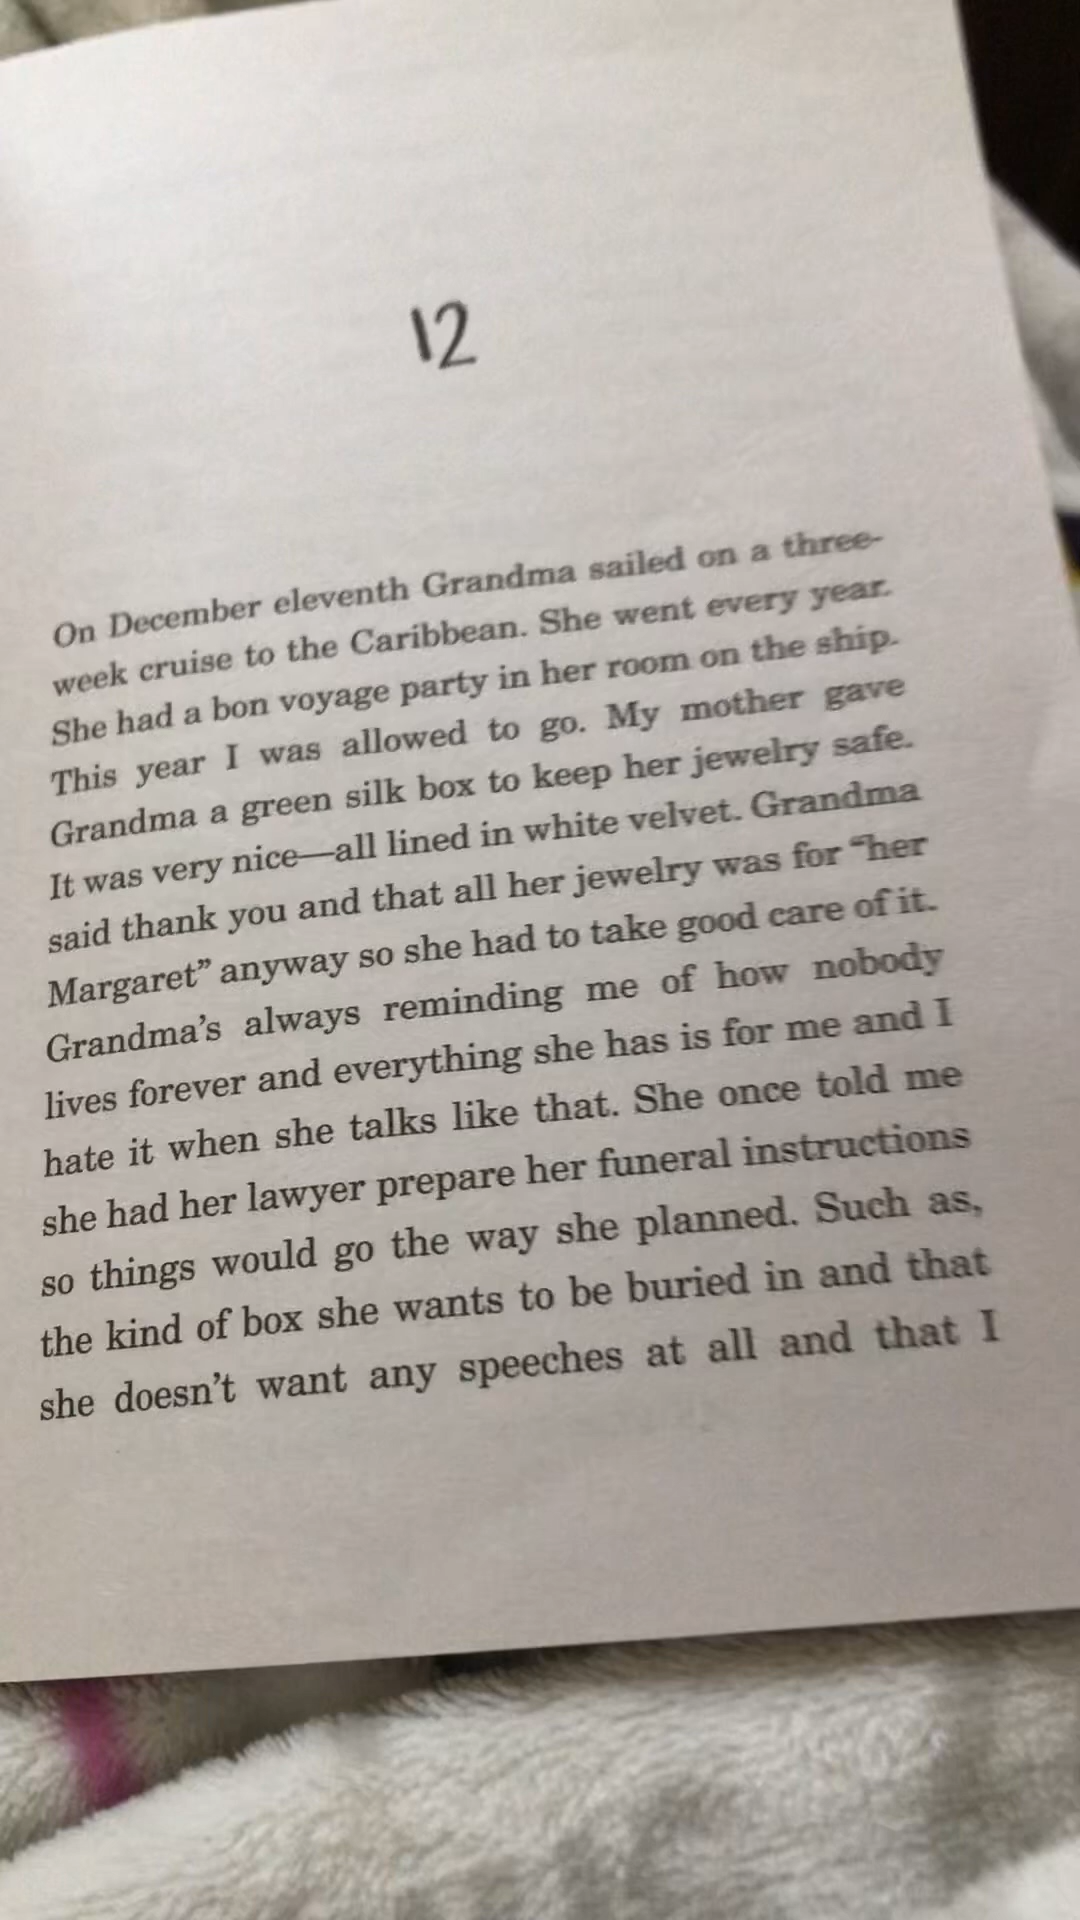 12
On December eleventh Grandma sailed on a three-
week cruise to the Caribbean. She went every year.
She had a bon voyage party in her room on the ship.
This year I was allowed to go. My mother gave
Grandma a green silk box to keep her jewelry safe.
It was very nice—all lined in white velvet. Grandma
said thank you and that all her jewelry was for “her
Margaret” anyway so she had to take good care of it.
Grandma’s always reminding me of how nobody
lives forever and everything she has is for me and I
hate it when she talks like that. She once told me
she had her lawyer prepare her funeral instructions
so things would go the way she planned. Such as,
the kind of box she wants to be buried in and that
she doesn’t want any speeches at all and that I